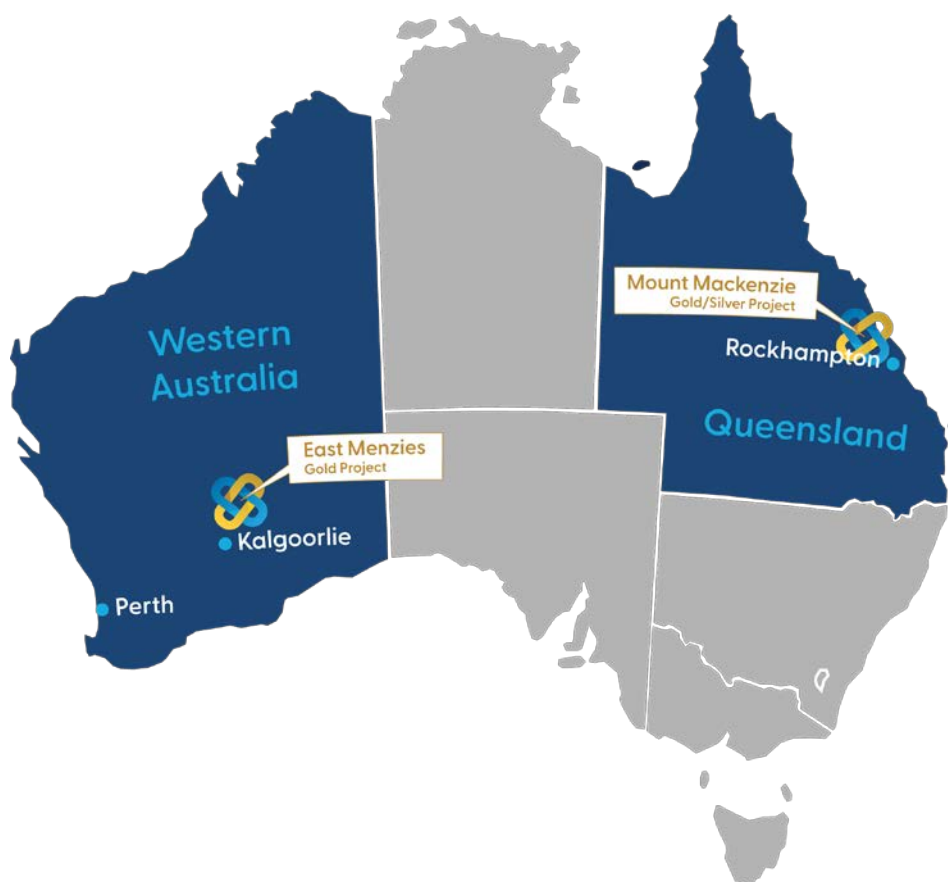 Mount Mackenzie
Gold/Silver Project
Rockhampton
Western
Australia
Queensland
East Menzies
Gold Project
Kalgoorlie
Perth